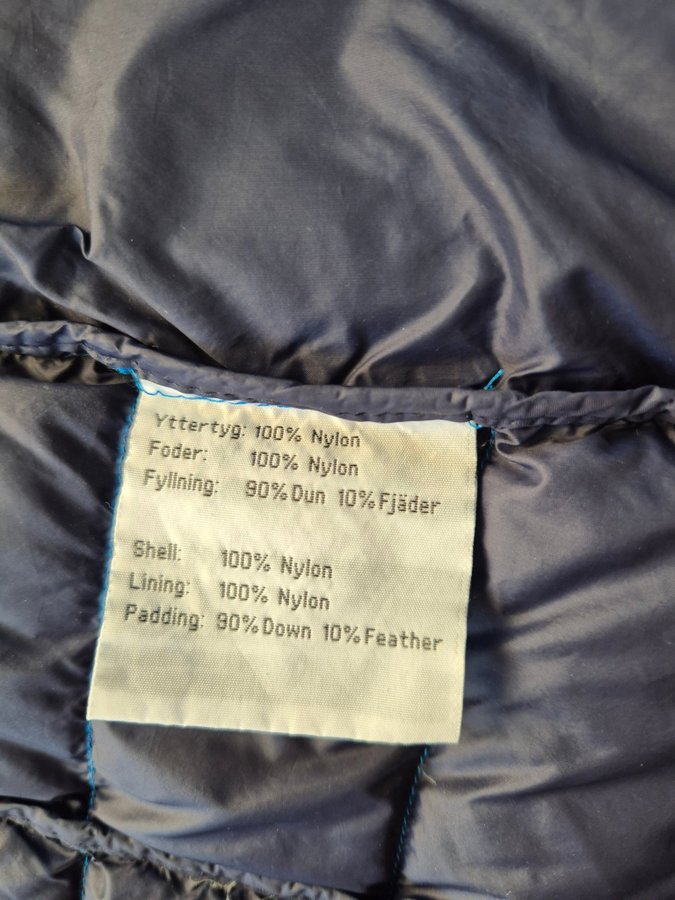 Yttertyg: 100% Nylon
Foder: 100% Nylon
Fyllning: 90% Dun 10% Fjäder
Shell: 100% Nylon
Lining: 100% Nylon
Padding: 90% Down 10% Feather